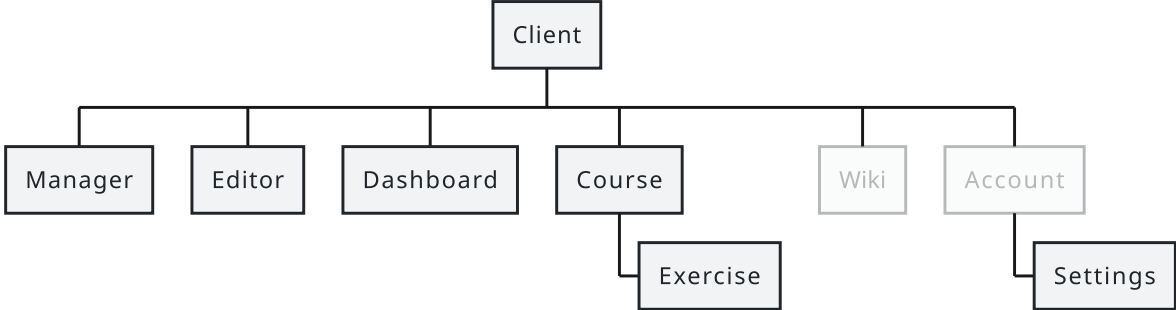 Client
Manager
Editor
Dashboard
Course
Wiki
Account
Exercise
Settings